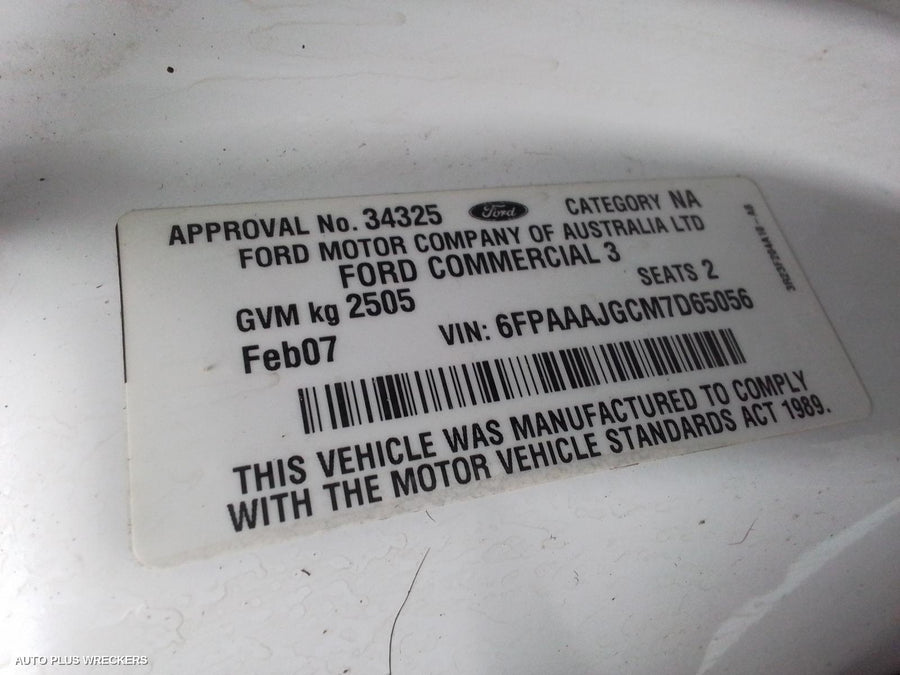 APPROVAL No. 34325 Ford CATEGORY NA
FORD MOTOR COMPANY OF AUSTRALIA LTD
FORD COMMERCIAL 3
GVM kg 2505 SEATS 2
Feb07 VIN: 6FPAAAJGCM7D65056
THIS VEHICLE WAS MANUFACTURED TO COMPLY
WITH THE MOTOR VEHICLE STANDARDS ACT 1989.
AUTO PLUS WRECKERS